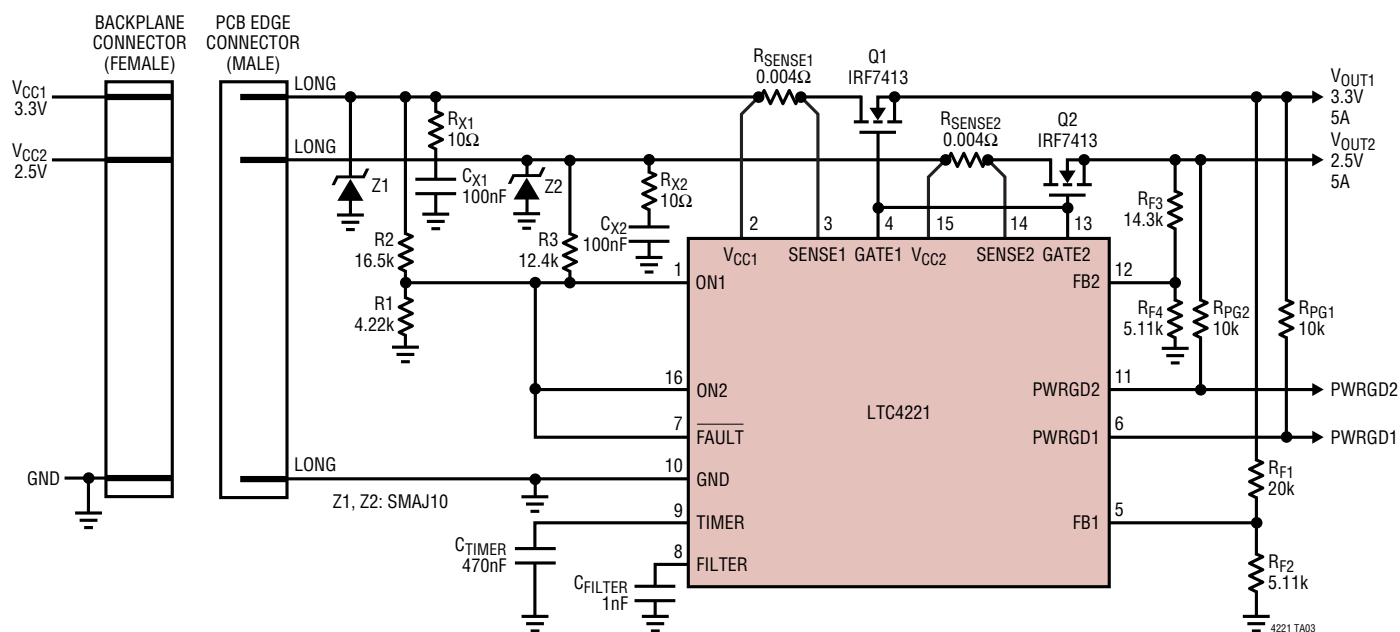 BACKPLANE
CONNECTOR
(FEMALE)
PCB EDGE
CONNECTOR
(MALE)
VCC1
3.3V
VCC2
2.5V
GND
LONG
LONG
LONG
Z1
Z2
RX1
10Ω
CX1
100nF
RX2
10Ω
CX2
100nF
R2
16.5k
R3
12.4k
R1
4.22k
RSENSE1
0.004Ω
Q1
IRF7413
RSENSE2
0.004Ω
Q2
IRF7413
VOUT1
3.3V
5A
VOUT2
2.5V
5A
RF3
14.3k
RF4
5.11k
RPG2
10k
RPG1
10k
2
3
4
15
14
13
VCC1
SENSE1
GATE1
VCC2
SENSE2
GATE2
1
ON1
16
ON2
7
FAULT
10
GND
9
TIMER
8
FILTER
LTC4221
12
FB2
11
PWRGD2
6
PWRGD1
5
FB1
PWRGD2
PWRGD1
RF1
20k
RF2
5.11k
Z1, Z2: SMAJ10
CTIMER
470nF
CFILTER
1nF
4221 TA03